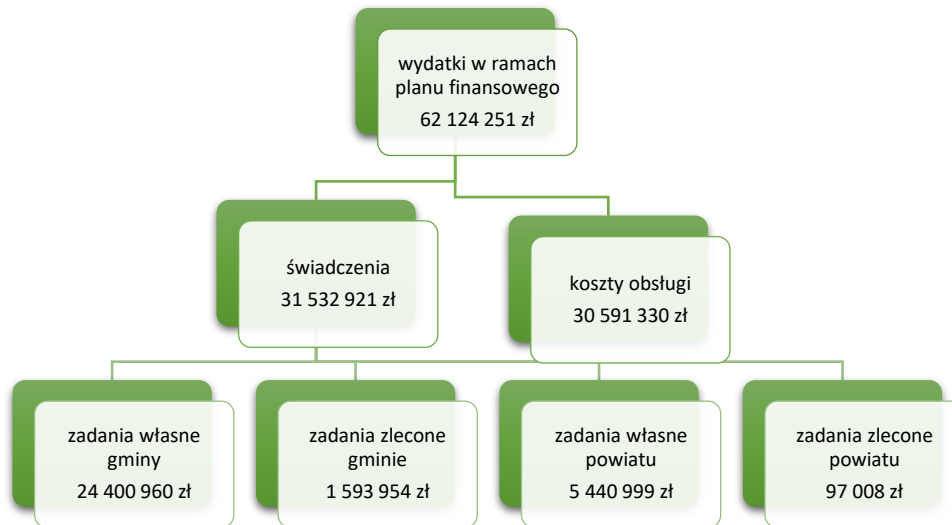 wydatki w ramach
planu finansowego
62 124 251 zł
świadczenia
31 532 921 zł
koszty obsługi
30 591 330 zł
zadania własne
gminy
24 400 960 zł
zadania zlecone
gminie
1 593 954 zł
zadania własne
powiatu
5 440 999 zł
zadania zlecone
powiatu
97 008 zł